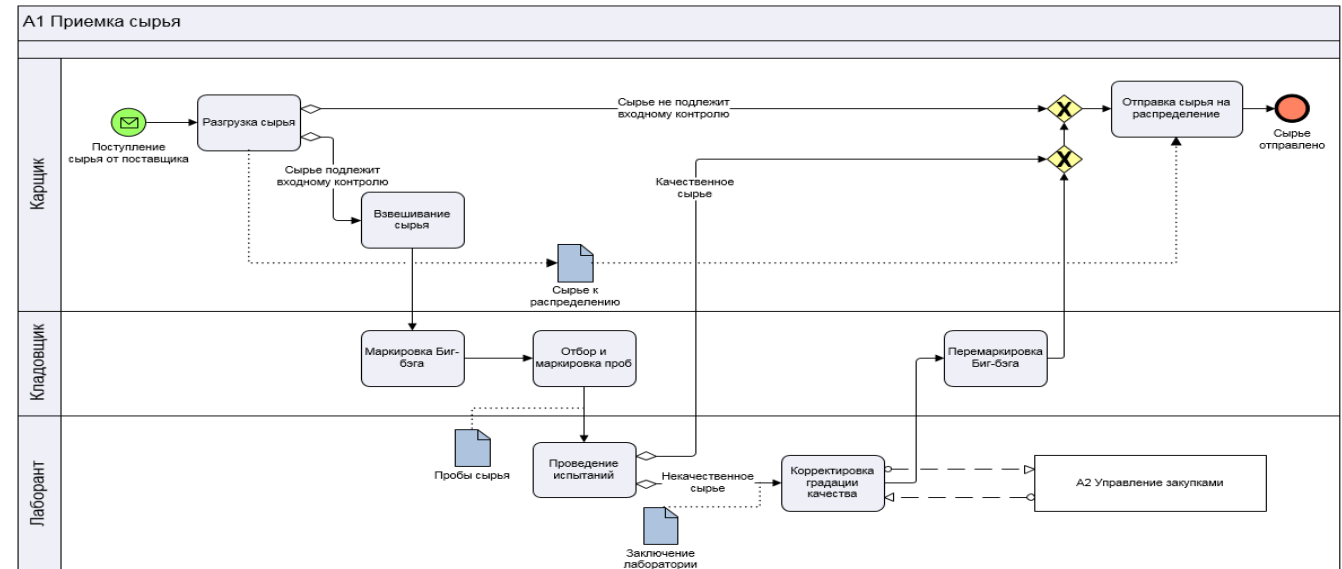 А1 Приемка сырья
Карщик
Поступление
сырья от поставщика
Разгрузка сырья
Сырье не подлежит
входному контролю
Сырье подлежит
входному контролю
Взвешивание
сырья
Качественное
сырье
Отправка сырья на
распределение
Сырье
отправлено
Сырье к
распределению
Кладовщик
Маркировка Биг-
бэга
Отбор и
маркировка проб
Перемаркировка
Биг-бэга
Лаборант
Пробы сырья
Проведение
испытаний
Некачественное
сырье
Заключение
лаборатории
Корректировка
градации
качества
А2 Управление закупками